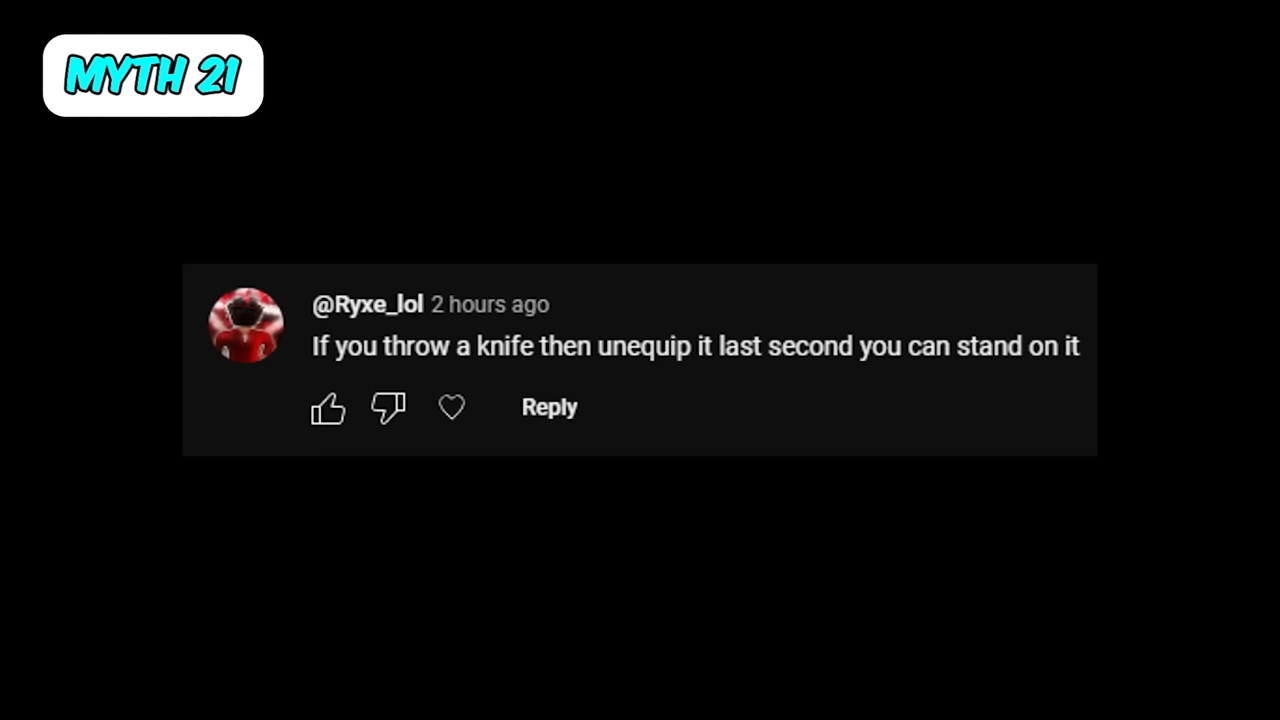 MYTH 21
@Ryxe_lol 2 hours ago
If you throw a knife then unequip it last second you can stand on it
Reply